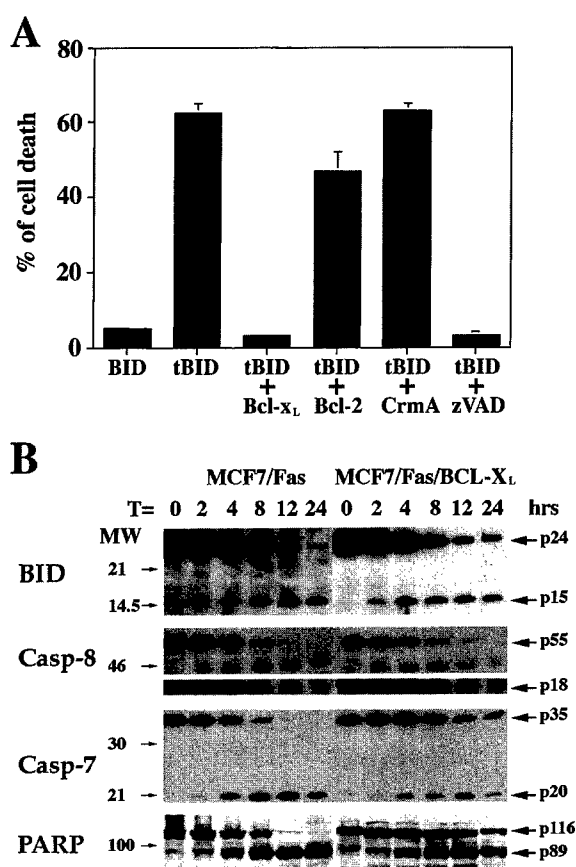 A
80
60
40
20
0
% of cell death
BID tBID tBID tBID tBID tBID
+ + + +
Bcl-xL Bcl-2 CrmA zVAD
B
MCF7/Fas MCF7/Fas/BCL-XL
T= 0 2 4 8 12 24 0 2 4 8 12 24 hrs
MW
BID
21
14.5
p24
p15
Casp-8
46
p55
p18
Casp-7
30
21
p35
p20
PARP
100
p116
p89